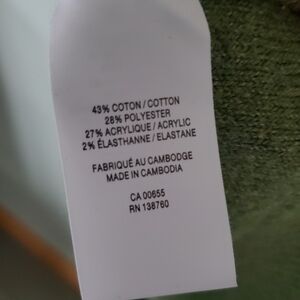 43% COTON / COTTON
28% POLYESTER
27% ACRYLIQUE / ACRYLIC
2% ÉLASTHANNE / ELASTANE
FABRIQUÉ AU CAMBODGE
MADE IN CAMBODIA
CA 00655
RN 138760